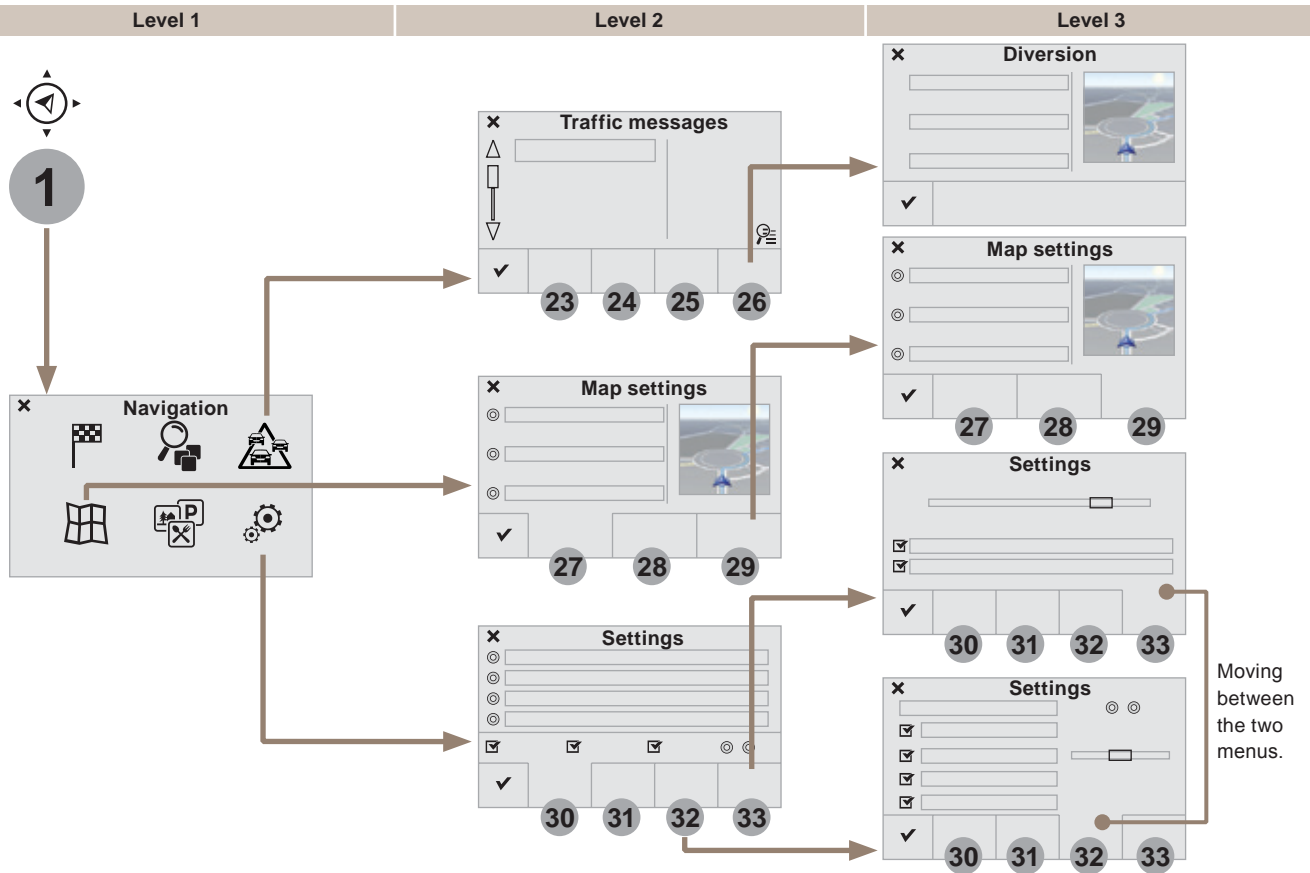 Level 1
Level 2
Level 3
1
Navigation
P
Traffic messages
23 24 25 26
Map settings
27 28 29
Settings
30 31 32 33
Diversion
Map settings
27 28 29
Settings
30 31 32 33
Settings
30 31 32 33
Moving
between
the two
menus.